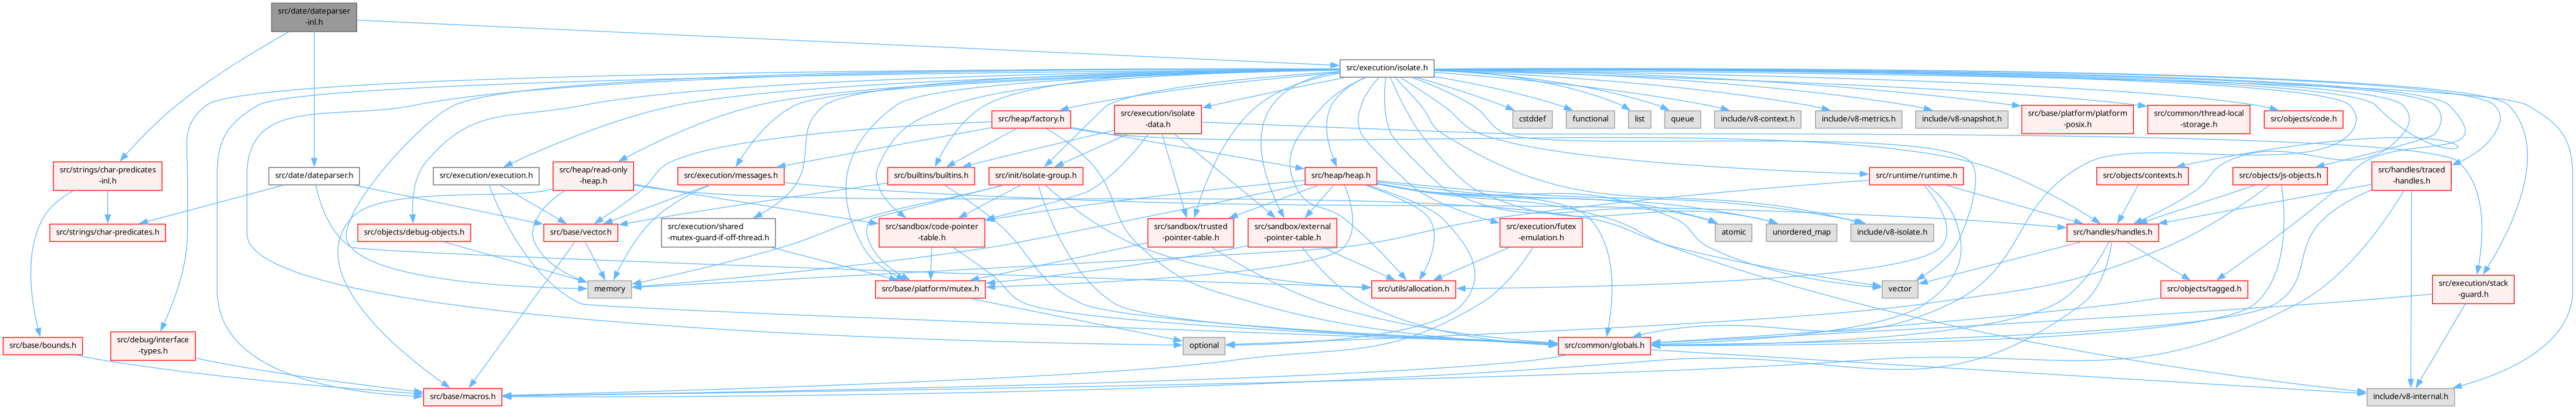 src/date/dateparser
-inl.h
src/execution/isolate.h
src/heap/factory.h
src/execution/isolate
-data.h
cstddef
functional
list
queue
include/v8-context.h
include/v8-metrics.h
include/v8-snapshot.h
src/base/platform/platform
-posix.h
src/common/thread-local
-storage.h
src/objects/code.h
src/strings/char-predicates
-inl.h
src/date/dateparser.h
src/execution/execution.h
src/heap/read-only
-heap.h
src/execution/messages.h
src/builtins/builtins.h
src/init/isolate-group.h
src/heap/heap.h
src/runtime/runtime.h
src/objects/contexts.h
src/objects/js-objects.h
src/handles/traced
-handles.h
src/strings/char-predicates.h
src/objects/debug-objects.h
src/base/vector.h
src/execution/shared
-mutex-guard-if-off-thread.h
src/sandbox/code-pointer
-table.h
src/sandbox/trusted
-pointer-table.h
src/sandbox/external
-pointer-table.h
src/execution/futex
-emulation.h
atomic
unordered_map
include/v8-isolate.h
src/handles/handles.h
memory
src/base/platform/mutex.h
src/utils/allocation.h
vector
src/objects/tagged.h
src/execution/stack
-guard.h
src/base/bounds.h
src/debug/interface
-types.h
optional
src/common/globals.h
src/base/macros.h
include/v8-internal.h